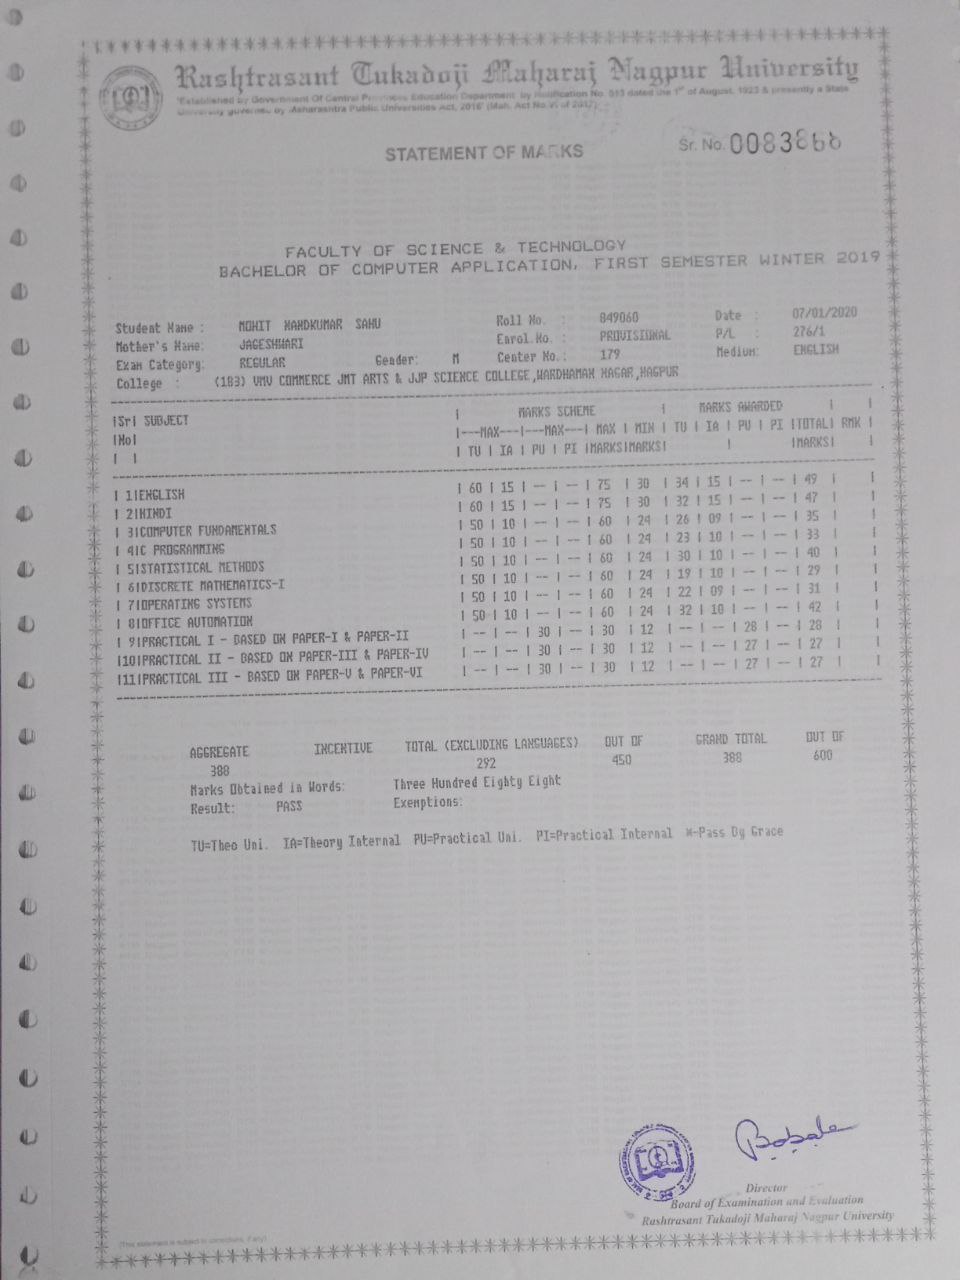 Rashtrasant Tukadoji Maharaj Nagpur University
'Established by Government Of Central Provinces Education Department by Notification No. 513 dated the 1st of August, 1923 & presently a State
University governed by Maharashtra Public Universities Act, 2016' (Mah. Act No. VI of 2017)
STATEMENT OF MARKS
Sr. No. 0083868
FACULTY OF SCIENCE & TECHNOLOGY
BACHELOR OF COMPUTER APPLICATION, FIRST SEMESTER WINTER 2019
Student Name : MOHIT NANDKUMAR SAHU Roll No. : 849060 Date : 07/01/2020
Mother's Name: JAGESHWARI Enrol.No. : PROVISIONAL P/L : 276/1
Exam Category: REGULAR Gender: M Center No.: 179 Medium: ENGLISH
College : (183) VMV COMMERCE JMT ARTS & JJP SCIENCE COLLEGE,WARDHAMAN NAGAR,NAGPUR
|Sr| SUBJECT | MARKS SCHEME | MARKS AWARDED | |
|No| |---MAX---|---MAX---| MAX | MIN | TU | IA | PU | PI |TOTAL| RMK |
| | | TU | IA | PU | PI |MARKS|MARKS| | |MARKS| |
| 1|ENGLISH | 60 | 15 | -- | -- | 75 | 30 | 34 | 15 | -- | -- | 49 | |
| 2|HINDI | 60 | 15 | -- | -- | 75 | 30 | 32 | 15 | -- | -- | 47 | |
| 3|COMPUTER FUNDAMENTALS | 50 | 10 | -- | -- | 60 | 24 | 26 | 09 | -- | -- | 35 | |
| 4|C PROGRAMMING | 50 | 10 | -- | -- | 60 | 24 | 23 | 10 | -- | -- | 33 | |
| 5|STATISTICAL METHODS | 50 | 10 | -- | -- | 60 | 24 | 30 | 10 | -- | -- | 40 | |
| 6|DISCRETE MATHEMATICS-I | 50 | 10 | -- | -- | 60 | 24 | 19 | 10 | -- | -- | 29 | |
| 7|OPERATING SYSTEMS | 50 | 10 | -- | -- | 60 | 24 | 22 | 09 | -- | -- | 31 | |
| 8|OFFICE AUTOMATION | 50 | 10 | -- | -- | 60 | 24 | 32 | 10 | -- | -- | 42 | |
| 9|PRACTICAL I - BASED ON PAPER-I & PAPER-II | -- | -- | 30 | -- | 30 | 12 | -- | -- | 28 | -- | 28 | |
|10|PRACTICAL II - BASED ON PAPER-III & PAPER-IV | -- | -- | 30 | -- | 30 | 12 | -- | -- | 27 | -- | 27 | |
|11|PRACTICAL III - BASED ON PAPER-V & PAPER-VI | -- | -- | 30 | -- | 30 | 12 | -- | -- | 27 | -- | 27 | |
AGGREGATE INCENTIVE TOTAL (EXCLUDING LANGUAGES) OUT OF GRAND TOTAL OUT OF
388 292 450 388 600
Marks Obtained in Words: Three Hundred Eighty Eight
Result: PASS Exemptions:
TU=Theo Uni. IA=Theory Internal PU=Practical Uni. PI=Practical Internal *-Pass By Grace
Bobale
Director
Board of Examination and Evaluation
Rashtrasant Tukadoji Maharaj Nagpur University
(This statement is subject to corrections, if any)